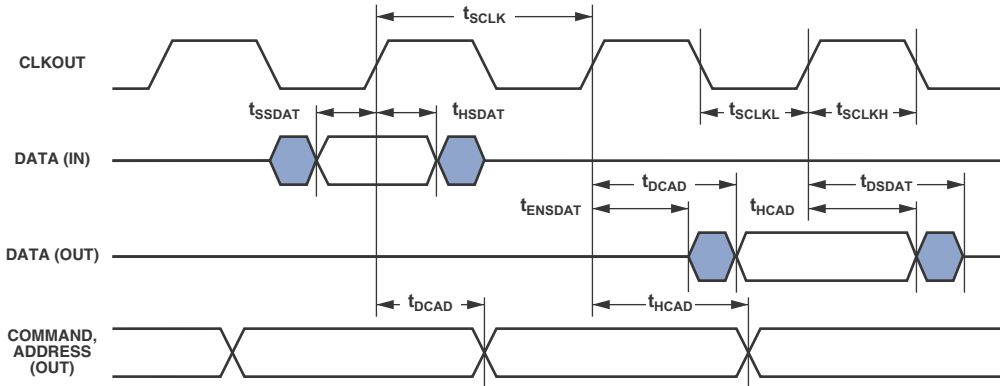 tSCLK
CLKOUT
tSSDAT
tHSDAT
tSCLKL
tSCLKH
DATA (IN)
tDCAD
tDSDAT
tENSDAT
tHCAD
DATA (OUT)
tDCAD
tHCAD
COMMAND,
ADDRESS
(OUT)